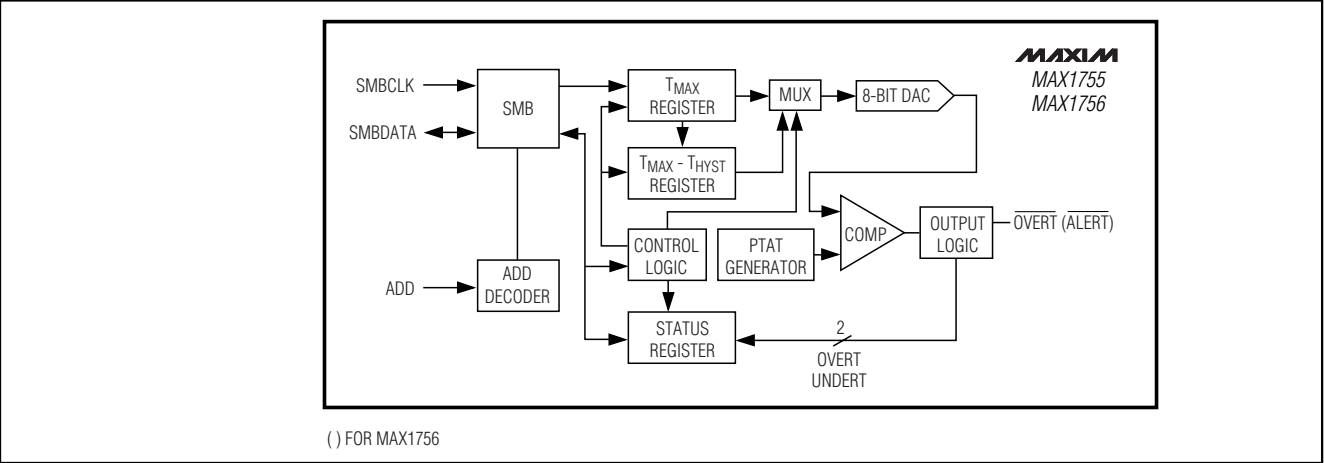 MAXIM
MAX1755
MAX1756
SMBCLK
SMBDATA
SMB
ADD
ADD
DECODER
TMAX
REGISTER
TMAX - THYST
REGISTER
CONTROL
LOGIC
STATUS
REGISTER
MUX
8-BIT DAC
PTAT
GENERATOR
COMP
OUTPUT
LOGIC
OVERT (ALERT)
2
OVERT
UNDERT
( ) FOR MAX1756